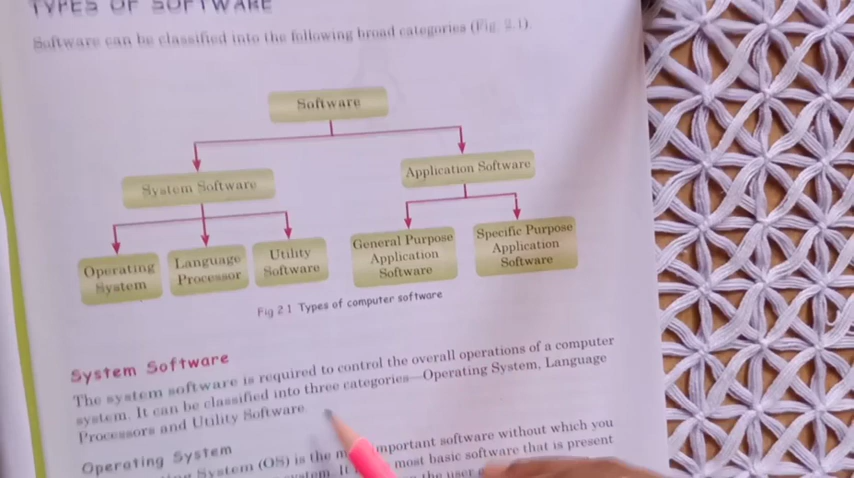 TYPES OF SOFTWARE
Software can be classified into the following broad categories (Fig. 2.1).
Software
System Software
Application Software
Operating
System
Language
Processor
Utility
Software
General Purpose
Application
Software
Specific Purpose
Application
Software
Fig 2.1 Types of computer software
System Software
The system software is required to control the overall operations of a computer
system. It can be classified into three categories—Operating System, Language
Processors and Utility Software.
Operating System
System (OS) is the important software without which you
It most basic software that is present
the user